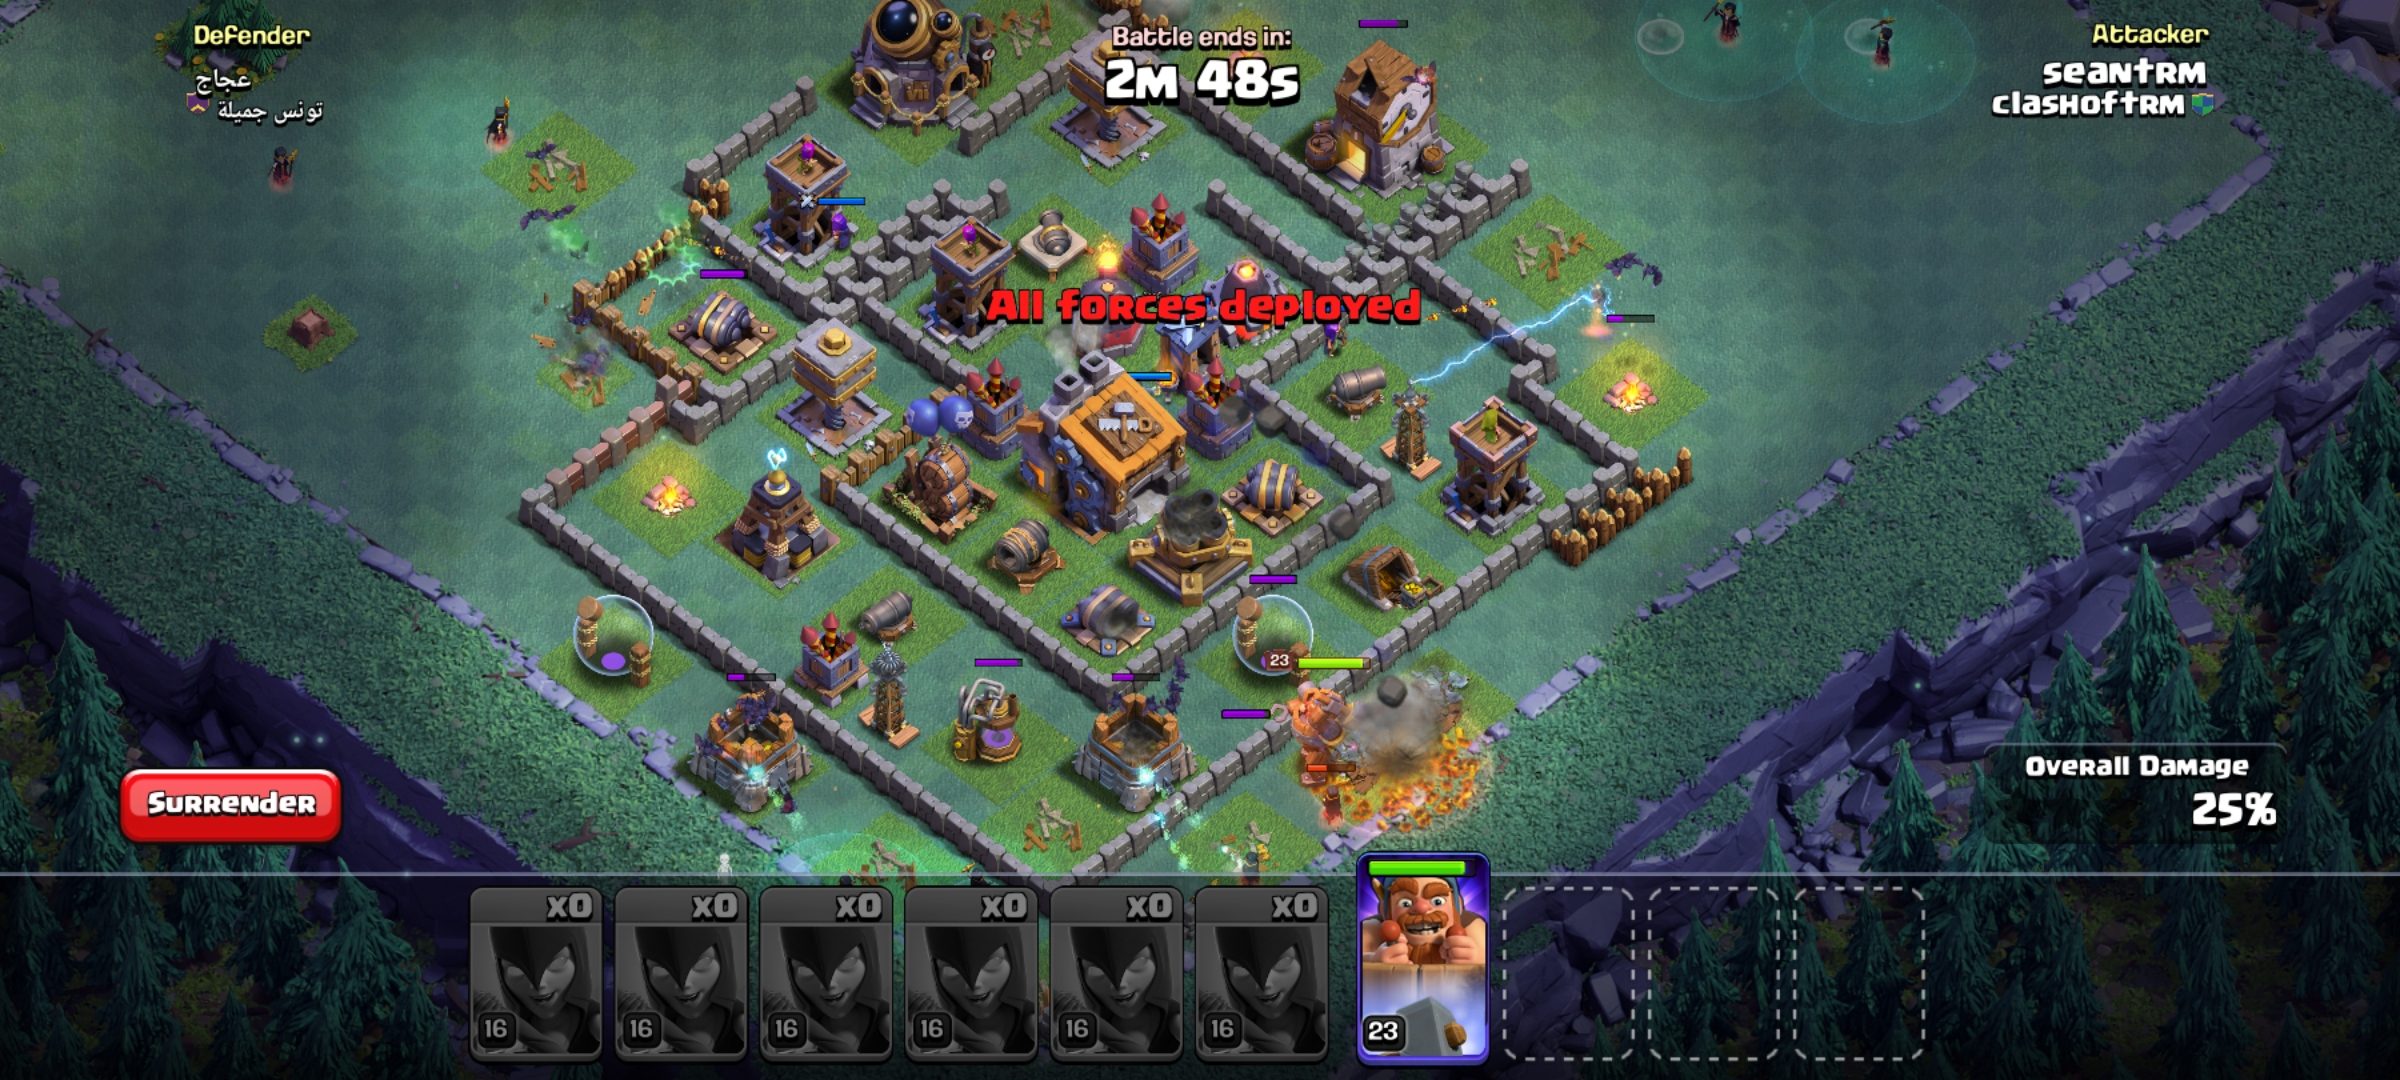 Defender
عجاج
تونس جميلة
Battle ends in:
2M 48s
Attacker
seantRM
clashoftRM
All forces deployed
23
Surrender
Overall Damage
25%
x0 x0 x0 x0 x0 x0
16 16 16 16 16 16 23